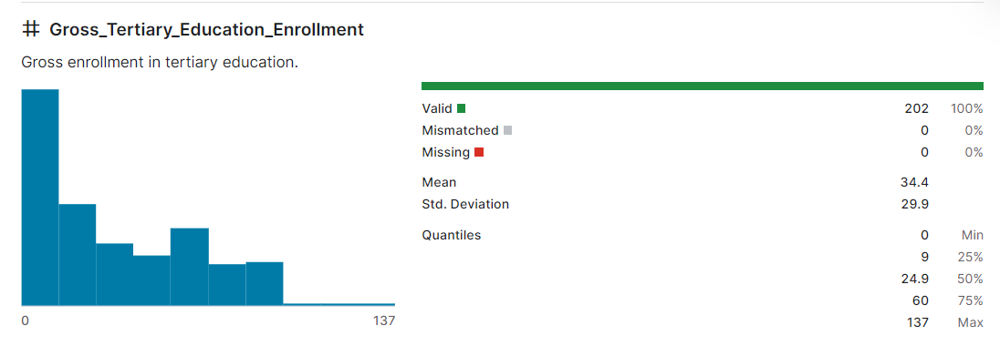 # Gross_Tertiary_Education_Enrollment
Gross enrollment in tertiary education.
0 137
Valid 202 100%
Mismatched 0 0%
Missing 0 0%
Mean 34.4
Std. Deviation 29.9
Quantiles 0 Min
9 25%
24.9 50%
60 75%
137 Max